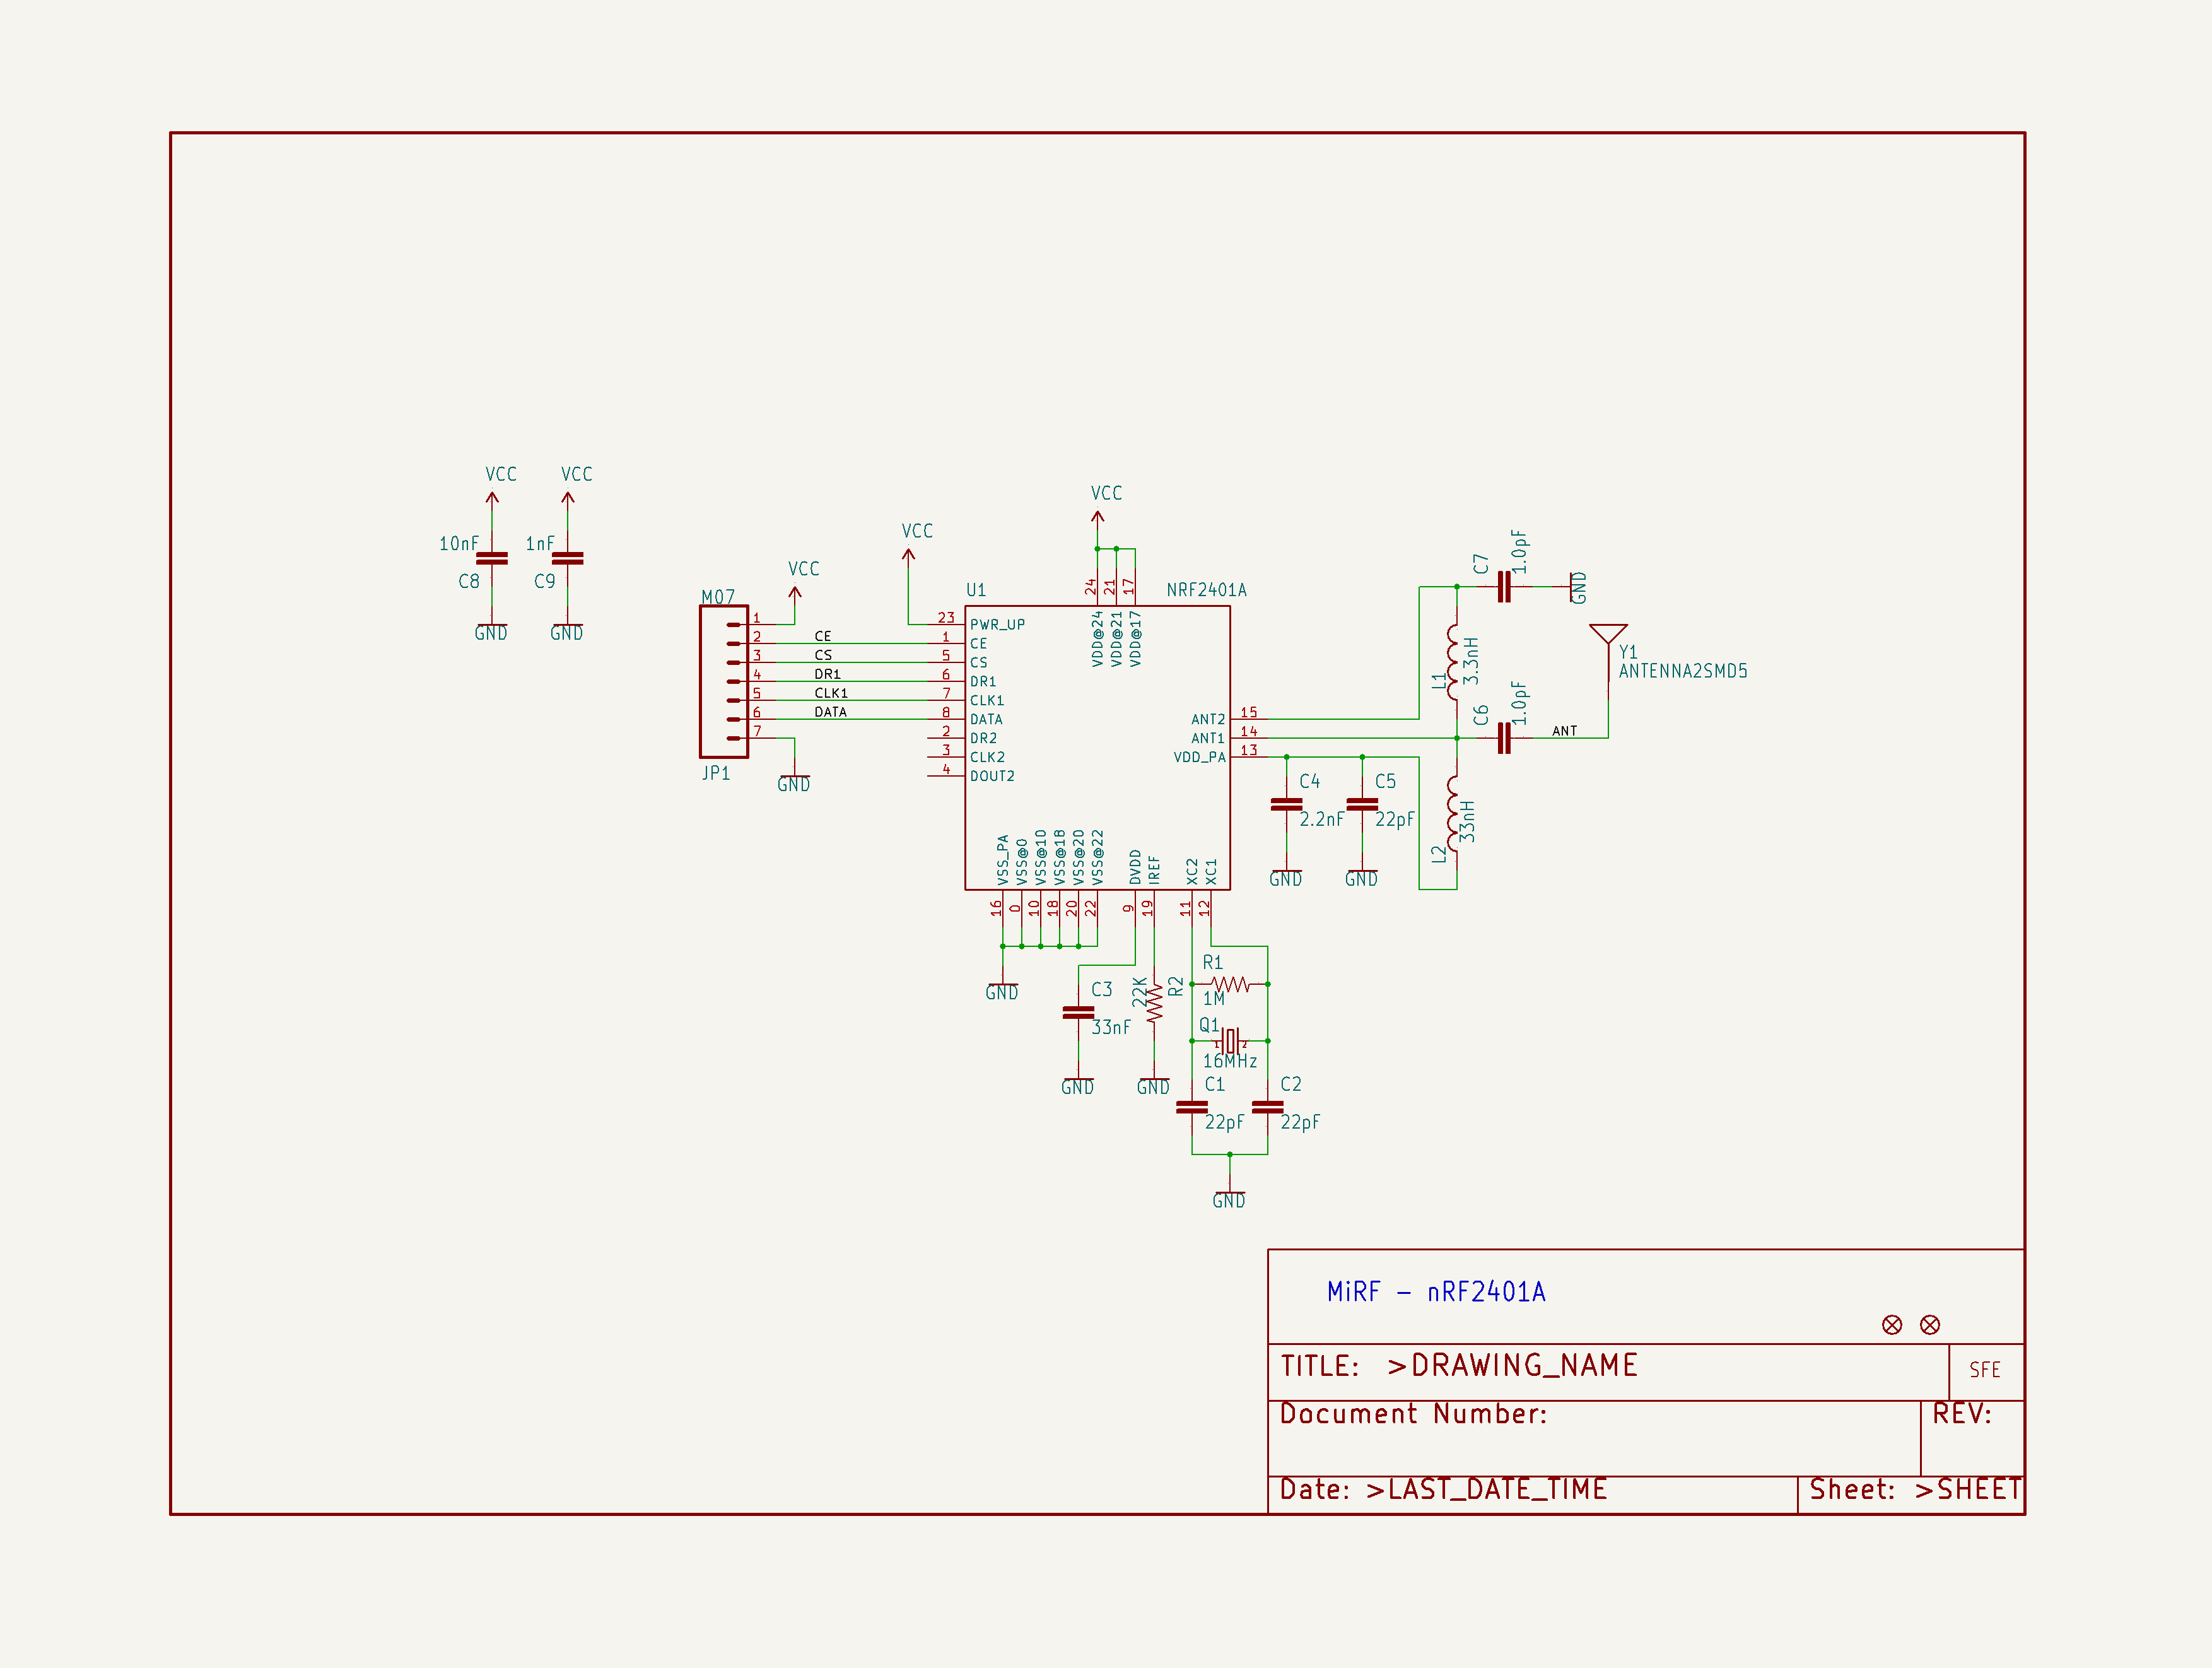 VCC
VCC
10nF
C8
1nF
C9
GND
GND
VCC
VCC
VCC
M07
1
2
3
4
5
6
7
JP1
GND
CE
CS
DR1
CLK1
DATA
U1
NRF2401A
23
1
5
6
7
8
2
3
4
PWR_UP
CE
CS
DR1
CLK1
DATA
DR2
CLK2
DOUT2
24
21
17
VDD@24
VDD@21
VDD@17
ANT2
ANT1
VDD_PA
15
14
13
VSS_PA
VSS@0
VSS@10
VSS@18
VSS@20
VSS@22
DVDD
IREF
XC2
XC1
16
0
10
18
20
22
9
19
11
12
C7
1.0pF
GND
L1
3.3nH
C6
1.0pF
ANT
Y1
ANTENNA2SMD5
C4
2.2nF
GND
C5
22pF
GND
L2
33nH
GND
C3
33nF
GND
22K
R2
GND
R1
1M
Q1
1
2
16MHz
C1
22pF
C2
22pF
GND
MiRF - nRF2401A
TITLE: >DRAWING_NAME
SFE
Document Number:
REV:
Date: >LAST_DATE_TIME
Sheet: >SHEET